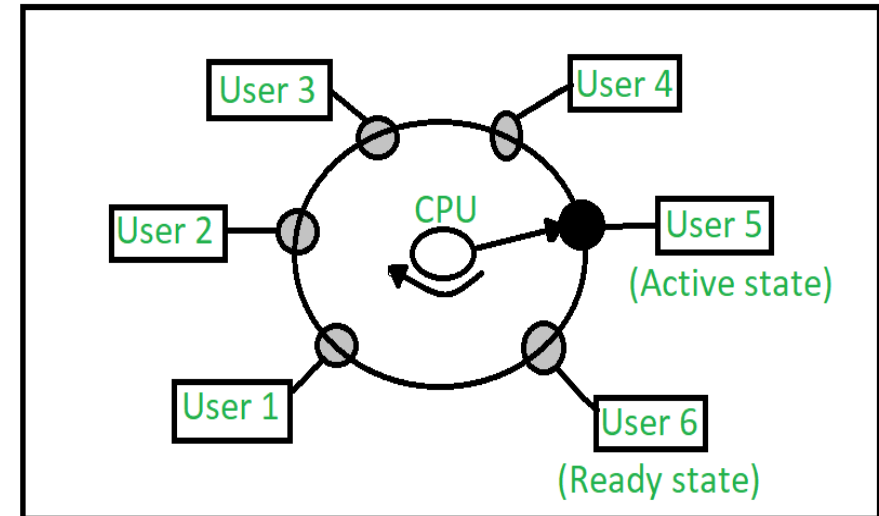 User 3
User 4
User 2
CPU
User 5
(Active state)
User 1
User 6
(Ready state)